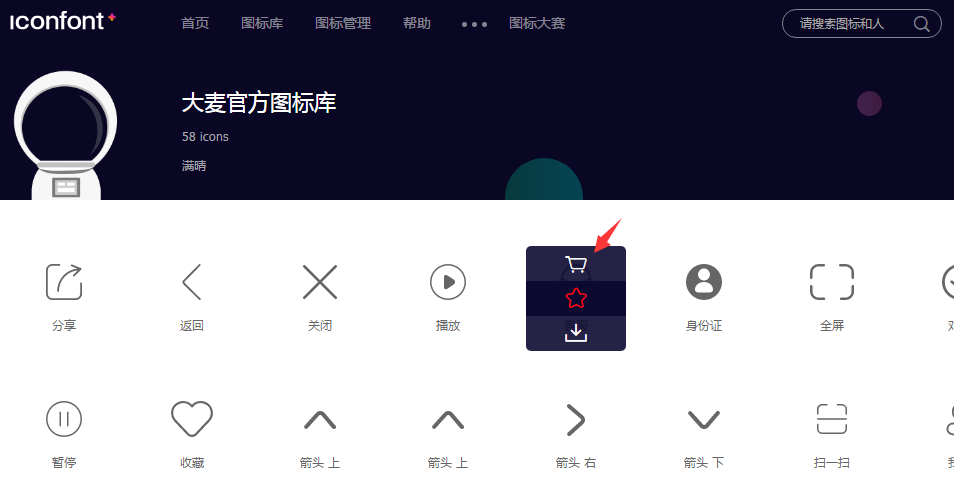 iconfont+
首页 图标库 图标管理 帮助 ••• 图标大赛 请搜索图标和人
大麦官方图标库
58 icons
满晴
分享 返回 关闭 播放 身份证 全屏
暂停 收藏 箭头 上 箭头 上 箭头 右 箭头 下 扫一扫